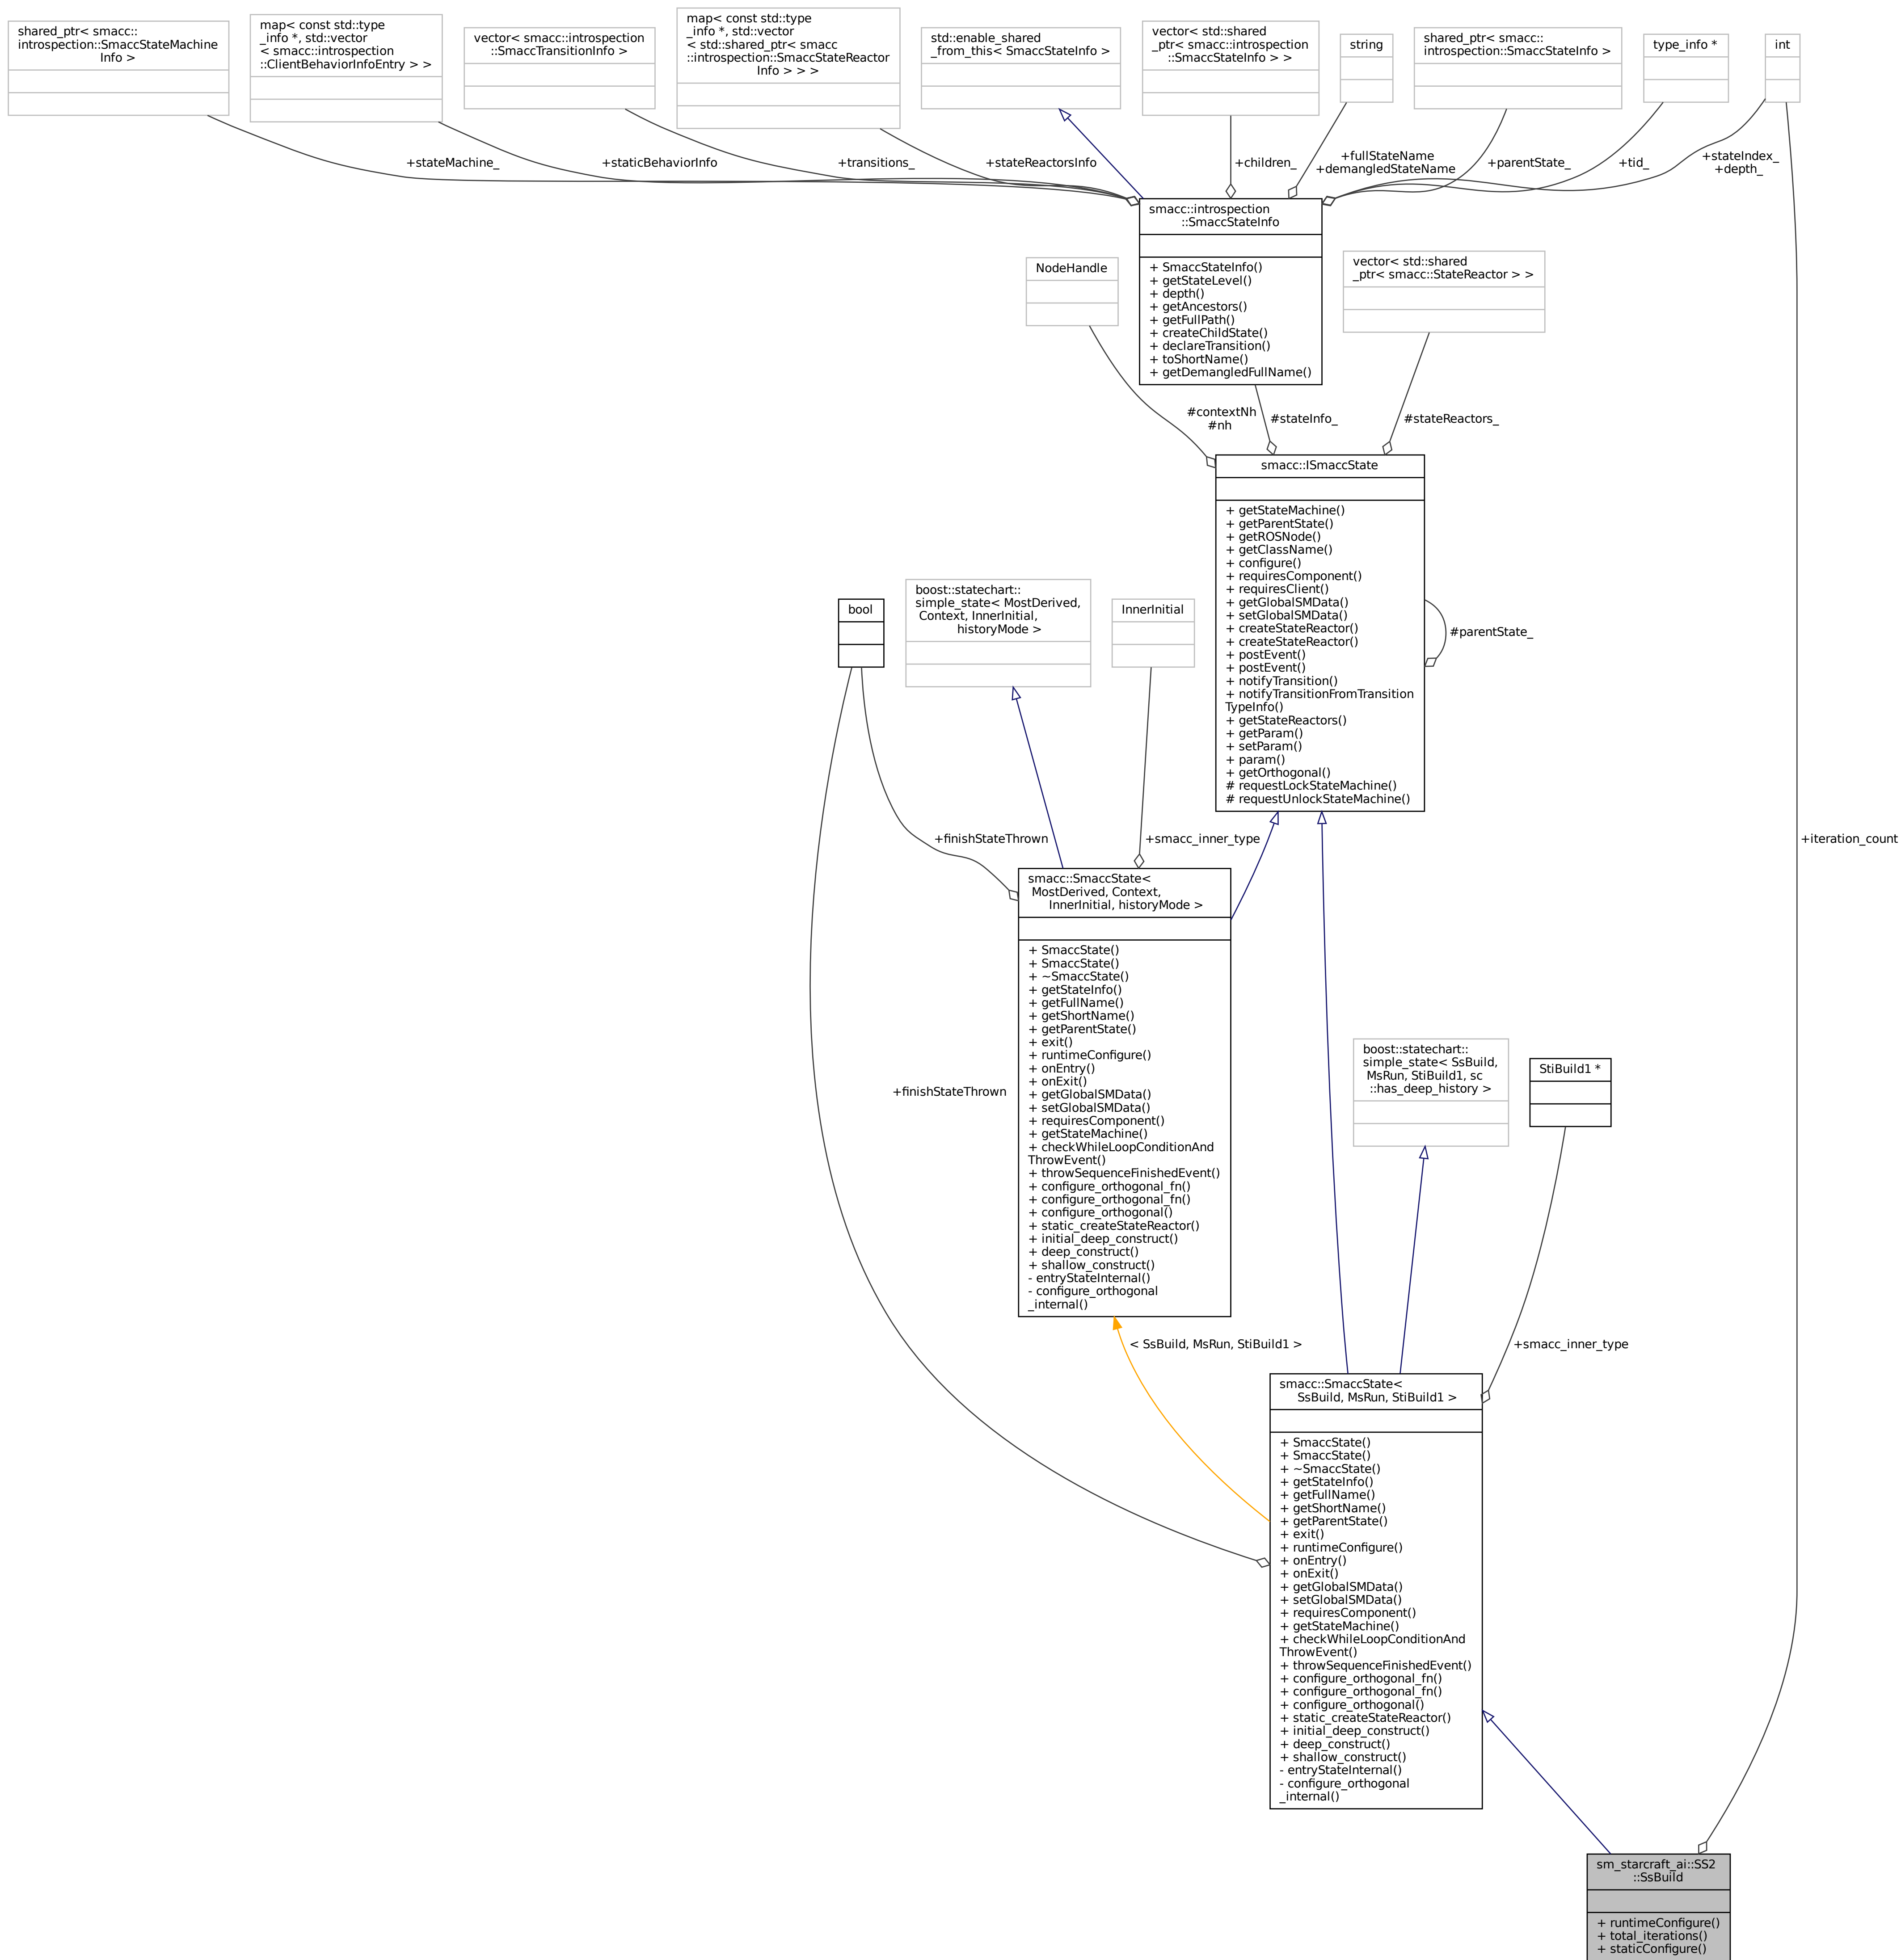 shared_ptr< smacc::
introspection::SmaccStateMachine
Info >
map< const std::type
_info *, std::vector
< smacc::introspection
::ClientBehaviorInfoEntry > >
vector< smacc::introspection
::SmaccTransitionInfo >
map< const std::type
_info *, std::vector
< std::shared_ptr< smacc
::introspection::SmaccStateReactor
Info > > >
std::enable_shared
_from_this< SmaccStateInfo >
vector< std::shared
_ptr< smacc::introspection
::SmaccStateInfo > >
string
shared_ptr< smacc::
introspection::SmaccStateInfo >
type_info *
int
+stateMachine_
+staticBehaviorInfo
+transitions_
+stateReactorsInfo
+children_
+fullStateName
+demangledStateName
+parentState_
+tid_
+stateIndex_
+depth_
smacc::introspection
::SmaccStateInfo
+ SmaccStateInfo()
+ getStateLevel()
+ depth()
+ getAncestors()
+ getFullPath()
+ createChildState()
+ declareTransition()
+ toShortName()
+ getDemangledFullName()
NodeHandle
vector< std::shared
_ptr< smacc::StateReactor > >
#contextNh
#nh
#stateInfo_
#stateReactors_
smacc::ISmaccState
+ getStateMachine()
+ getParentState()
+ getROSNode()
+ getClassName()
+ configure()
+ requiresComponent()
+ requiresClient()
+ getGlobalSMData()
+ setGlobalSMData()
+ createStateReactor()
+ createStateReactor()
+ postEvent()
+ postEvent()
+ notifyTransition()
+ notifyTransitionFromTransition
TypeInfo()
+ getStateReactors()
+ getParam()
+ setParam()
+ param()
+ getOrthogonal()
# requestLockStateMachine()
# requestUnlockStateMachine()
#parentState_
bool
boost::statechart::
simple_state< MostDerived,
Context, InnerInitial,
historyMode >
InnerInitial
+finishStateThrown
+smacc_inner_type
+iteration_count
smacc::SmaccState<
MostDerived, Context,
InnerInitial, historyMode >
+ SmaccState()
+ SmaccState()
+ ~SmaccState()
+ getStateInfo()
+ getFullName()
+ getShortName()
+ getParentState()
+ exit()
+ runtimeConfigure()
+ onEntry()
+ onExit()
+ getGlobalSMData()
+ setGlobalSMData()
+ requiresComponent()
+ getStateMachine()
+ checkWhileLoopConditionAnd
ThrowEvent()
+ throwSequenceFinishedEvent()
+ configure_orthogonal_fn()
+ configure_orthogonal_fn()
+ configure_orthogonal()
+ static_createStateReactor()
+ initial_deep_construct()
+ deep_construct()
+ shallow_construct()
- entryStateInternal()
- configure_orthogonal
_internal()
+finishStateThrown
boost::statechart::
simple_state< SsBuild,
MsRun, StiBuild1, sc
::has_deep_history >
StiBuild1 *
< SsBuild, MsRun, StiBuild1 >
+smacc_inner_type
smacc::SmaccState<
SsBuild, MsRun, StiBuild1 >
+ SmaccState()
+ SmaccState()
+ ~SmaccState()
+ getStateInfo()
+ getFullName()
+ getShortName()
+ getParentState()
+ exit()
+ runtimeConfigure()
+ onEntry()
+ onExit()
+ getGlobalSMData()
+ setGlobalSMData()
+ requiresComponent()
+ getStateMachine()
+ checkWhileLoopConditionAnd
ThrowEvent()
+ throwSequenceFinishedEvent()
+ configure_orthogonal_fn()
+ configure_orthogonal_fn()
+ configure_orthogonal()
+ static_createStateReactor()
+ initial_deep_construct()
+ deep_construct()
+ shallow_construct()
- entryStateInternal()
- configure_orthogonal
_internal()
sm_starcraft_ai::SS2
::SsBuild
+ runtimeConfigure()
+ total_iterations()
+ staticConfigure()